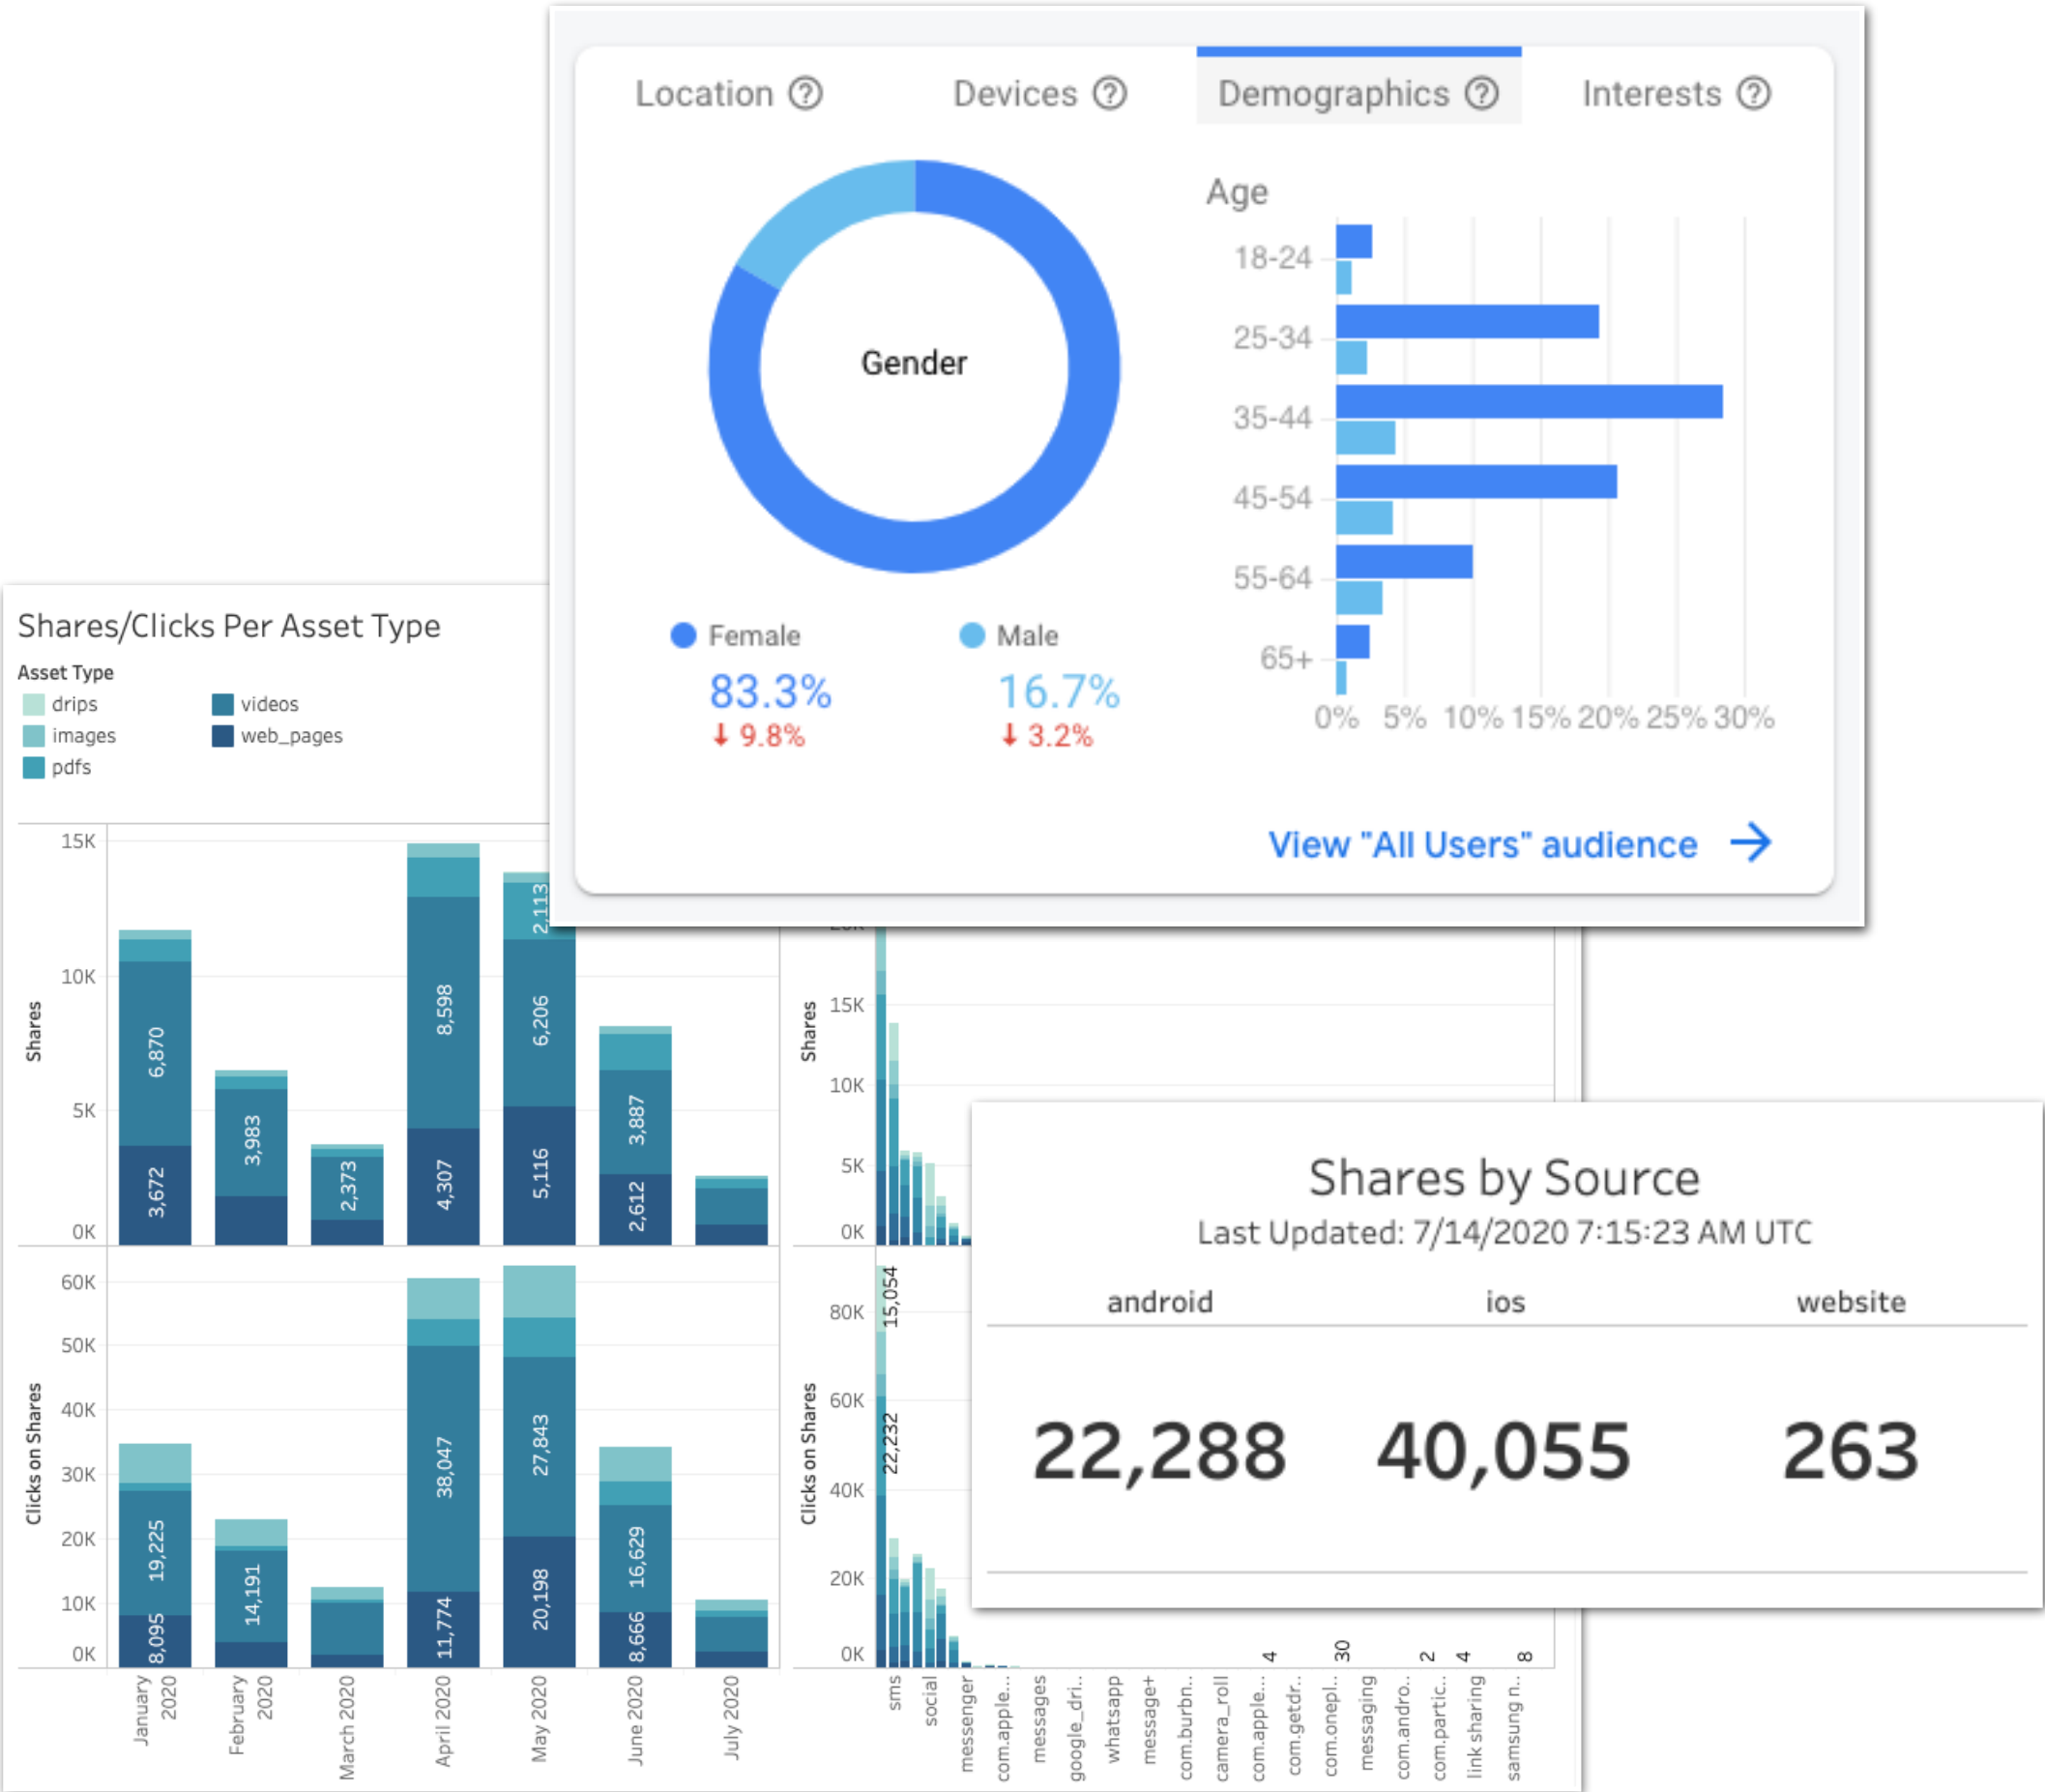 Location
Devices
Demographics
Interests
Gender
Female
83.3%
↓ 9.8%
Male
16.7%
↓ 3.2%
Age
18-24
25-34
35-44
45-54
55-64
65+
0% 5% 10% 15% 20% 25% 30%
View "All Users" audience →
Shares/Clicks Per Asset Type
Asset Type
drips
images
pdfs
videos
web_pages
Shares
15K
10K
5K
0K
6,870
3,672
3,983
2,373
8,598
4,307
2,113
6,206
5,116
3,887
2,612
Clicks on Shares
60K
50K
40K
30K
20K
10K
0K
19,225
8,095
14,191
38,047
11,774
27,843
20,198
16,629
8,666
January 2020
February 2020
March 2020
April 2020
May 2020
June 2020
July 2020
Shares
15K
10K
5K
0K
Clicks on Shares
80K
60K
40K
20K
0K
15,054
22,232
4
30
2
4
8
sms
social
messenger
com.apple...
messages
google_dri..
whatsapp
message+
com.burbn..
camera_roll
com.apple...
com.getdr..
com.onepl..
messaging
com.andro..
com.partic..
link sharing
samsung n..
Shares by Source
Last Updated: 7/14/2020 7:15:23 AM UTC
android
ios
website
22,288
40,055
263